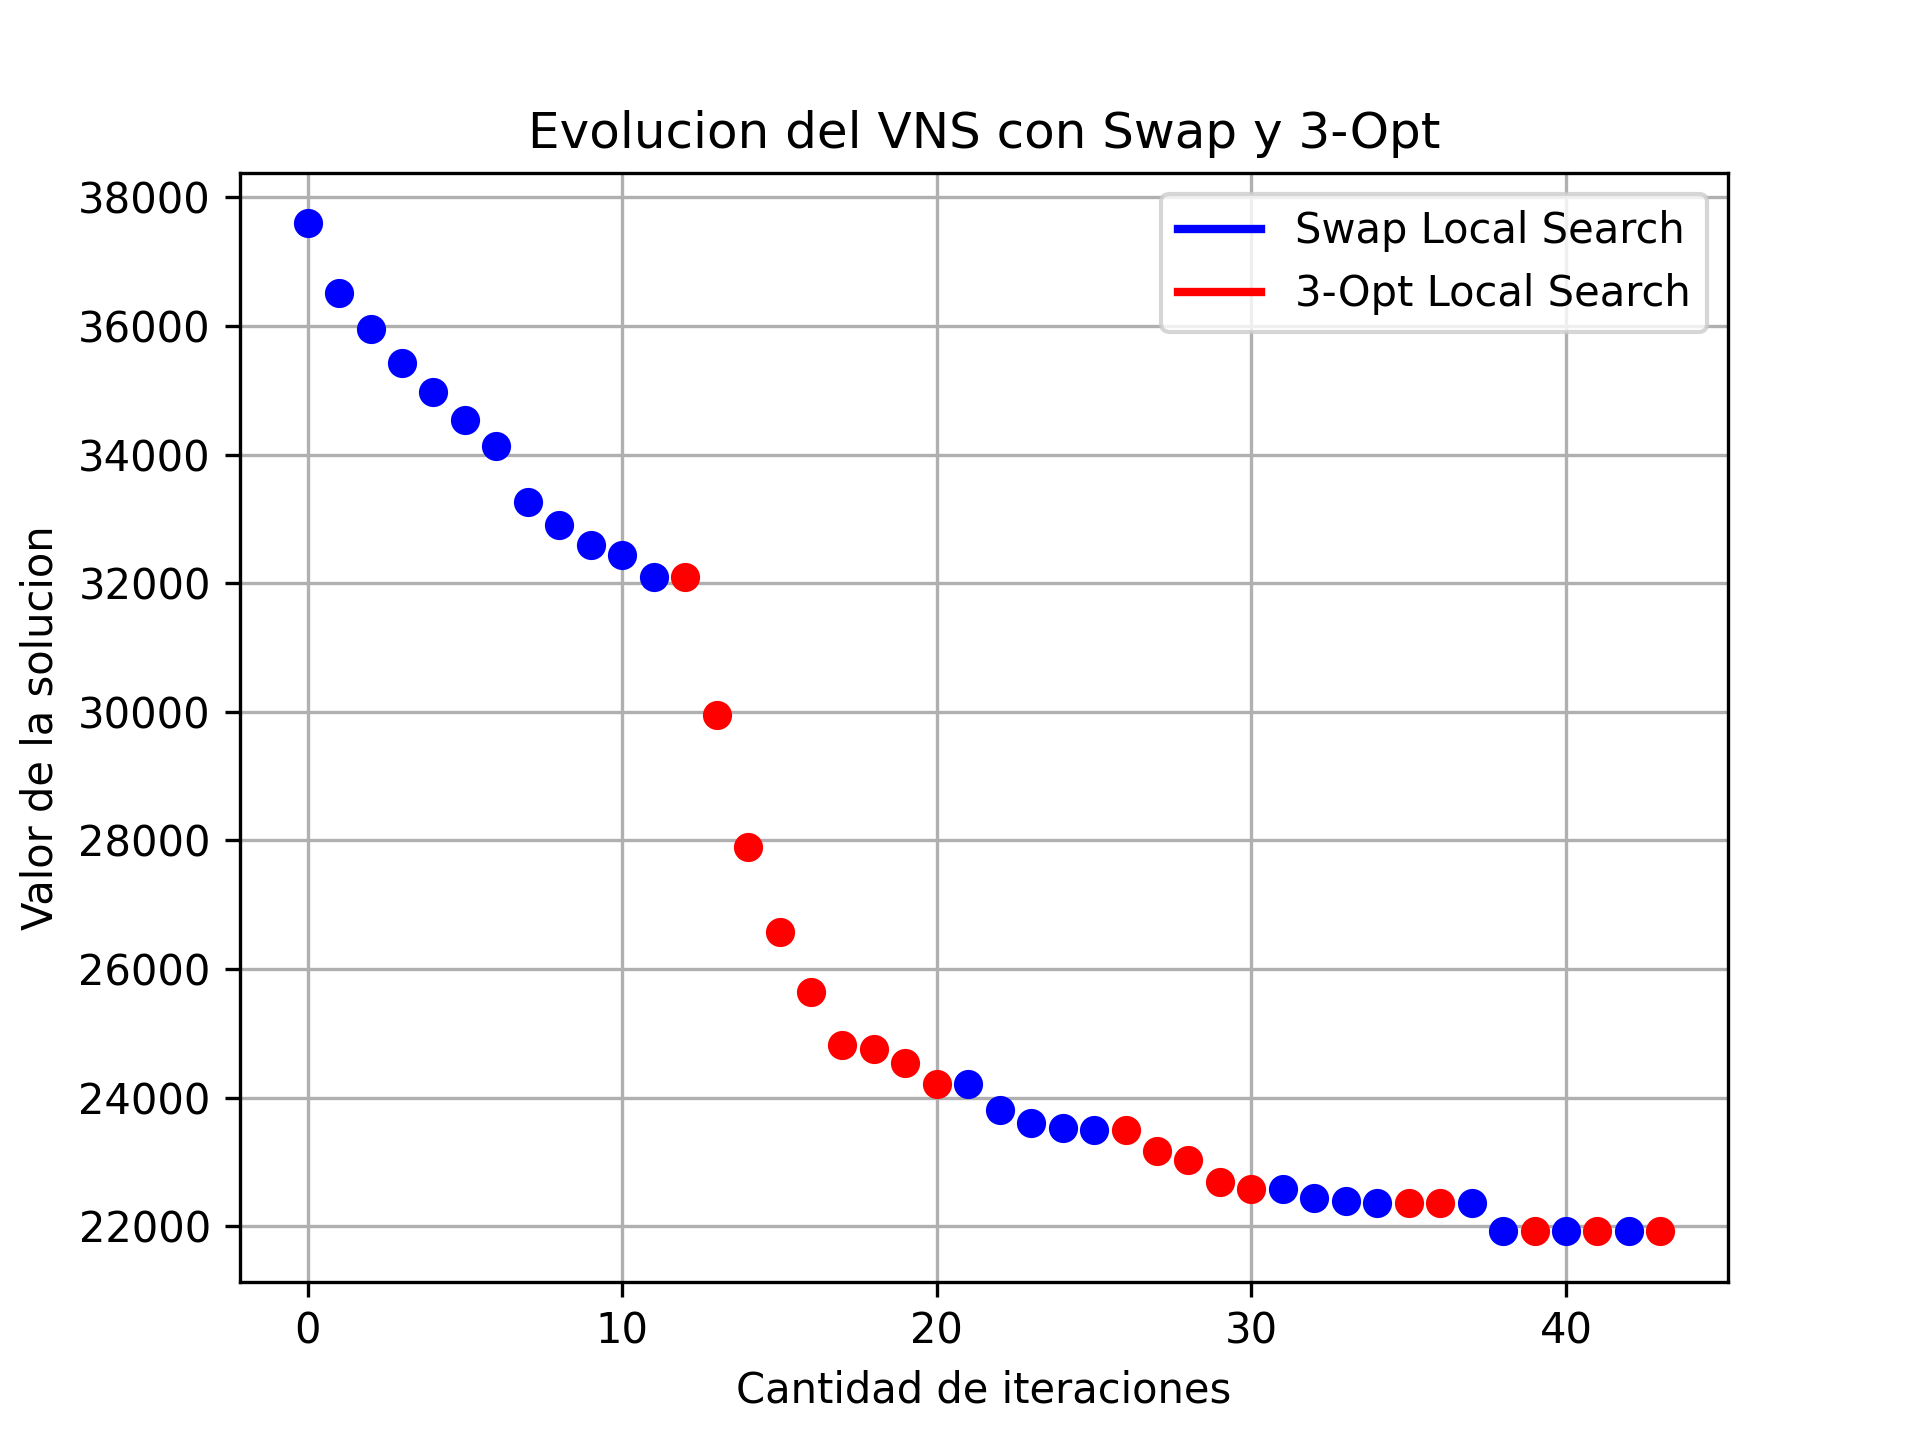 Evolucion del VNS con Swap y 3-Opt
Swap Local Search
3-Opt Local Search
38000
36000
34000
32000
30000
28000
26000
24000
22000
Valor de la solucion
0 10 20 30 40
Cantidad de iteraciones